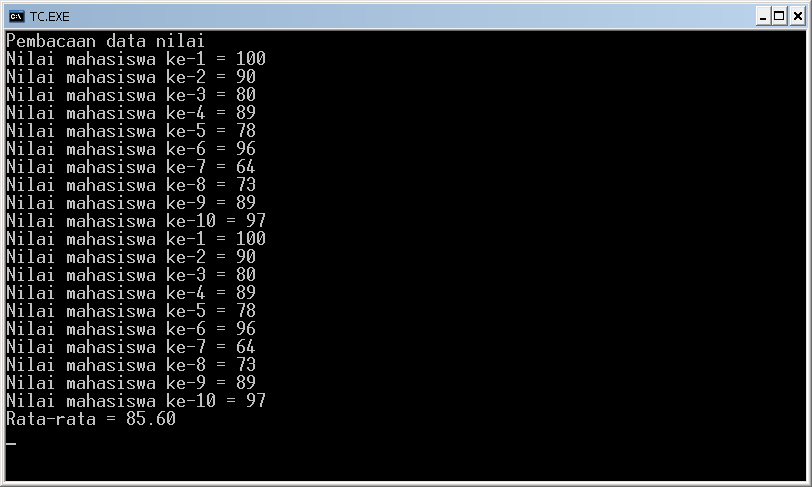 TC.EXE
Pembacaan data nilai
Nilai mahasiswa ke-1 = 100
Nilai mahasiswa ke-2 = 90
Nilai mahasiswa ke-3 = 80
Nilai mahasiswa ke-4 = 89
Nilai mahasiswa ke-5 = 78
Nilai mahasiswa ke-6 = 96
Nilai mahasiswa ke-7 = 64
Nilai mahasiswa ke-8 = 73
Nilai mahasiswa ke-9 = 89
Nilai mahasiswa ke-10 = 97
Nilai mahasiswa ke-1 = 100
Nilai mahasiswa ke-2 = 90
Nilai mahasiswa ke-3 = 80
Nilai mahasiswa ke-4 = 89
Nilai mahasiswa ke-5 = 78
Nilai mahasiswa ke-6 = 96
Nilai mahasiswa ke-7 = 64
Nilai mahasiswa ke-8 = 73
Nilai mahasiswa ke-9 = 89
Nilai mahasiswa ke-10 = 97
Rata-rata = 85.60